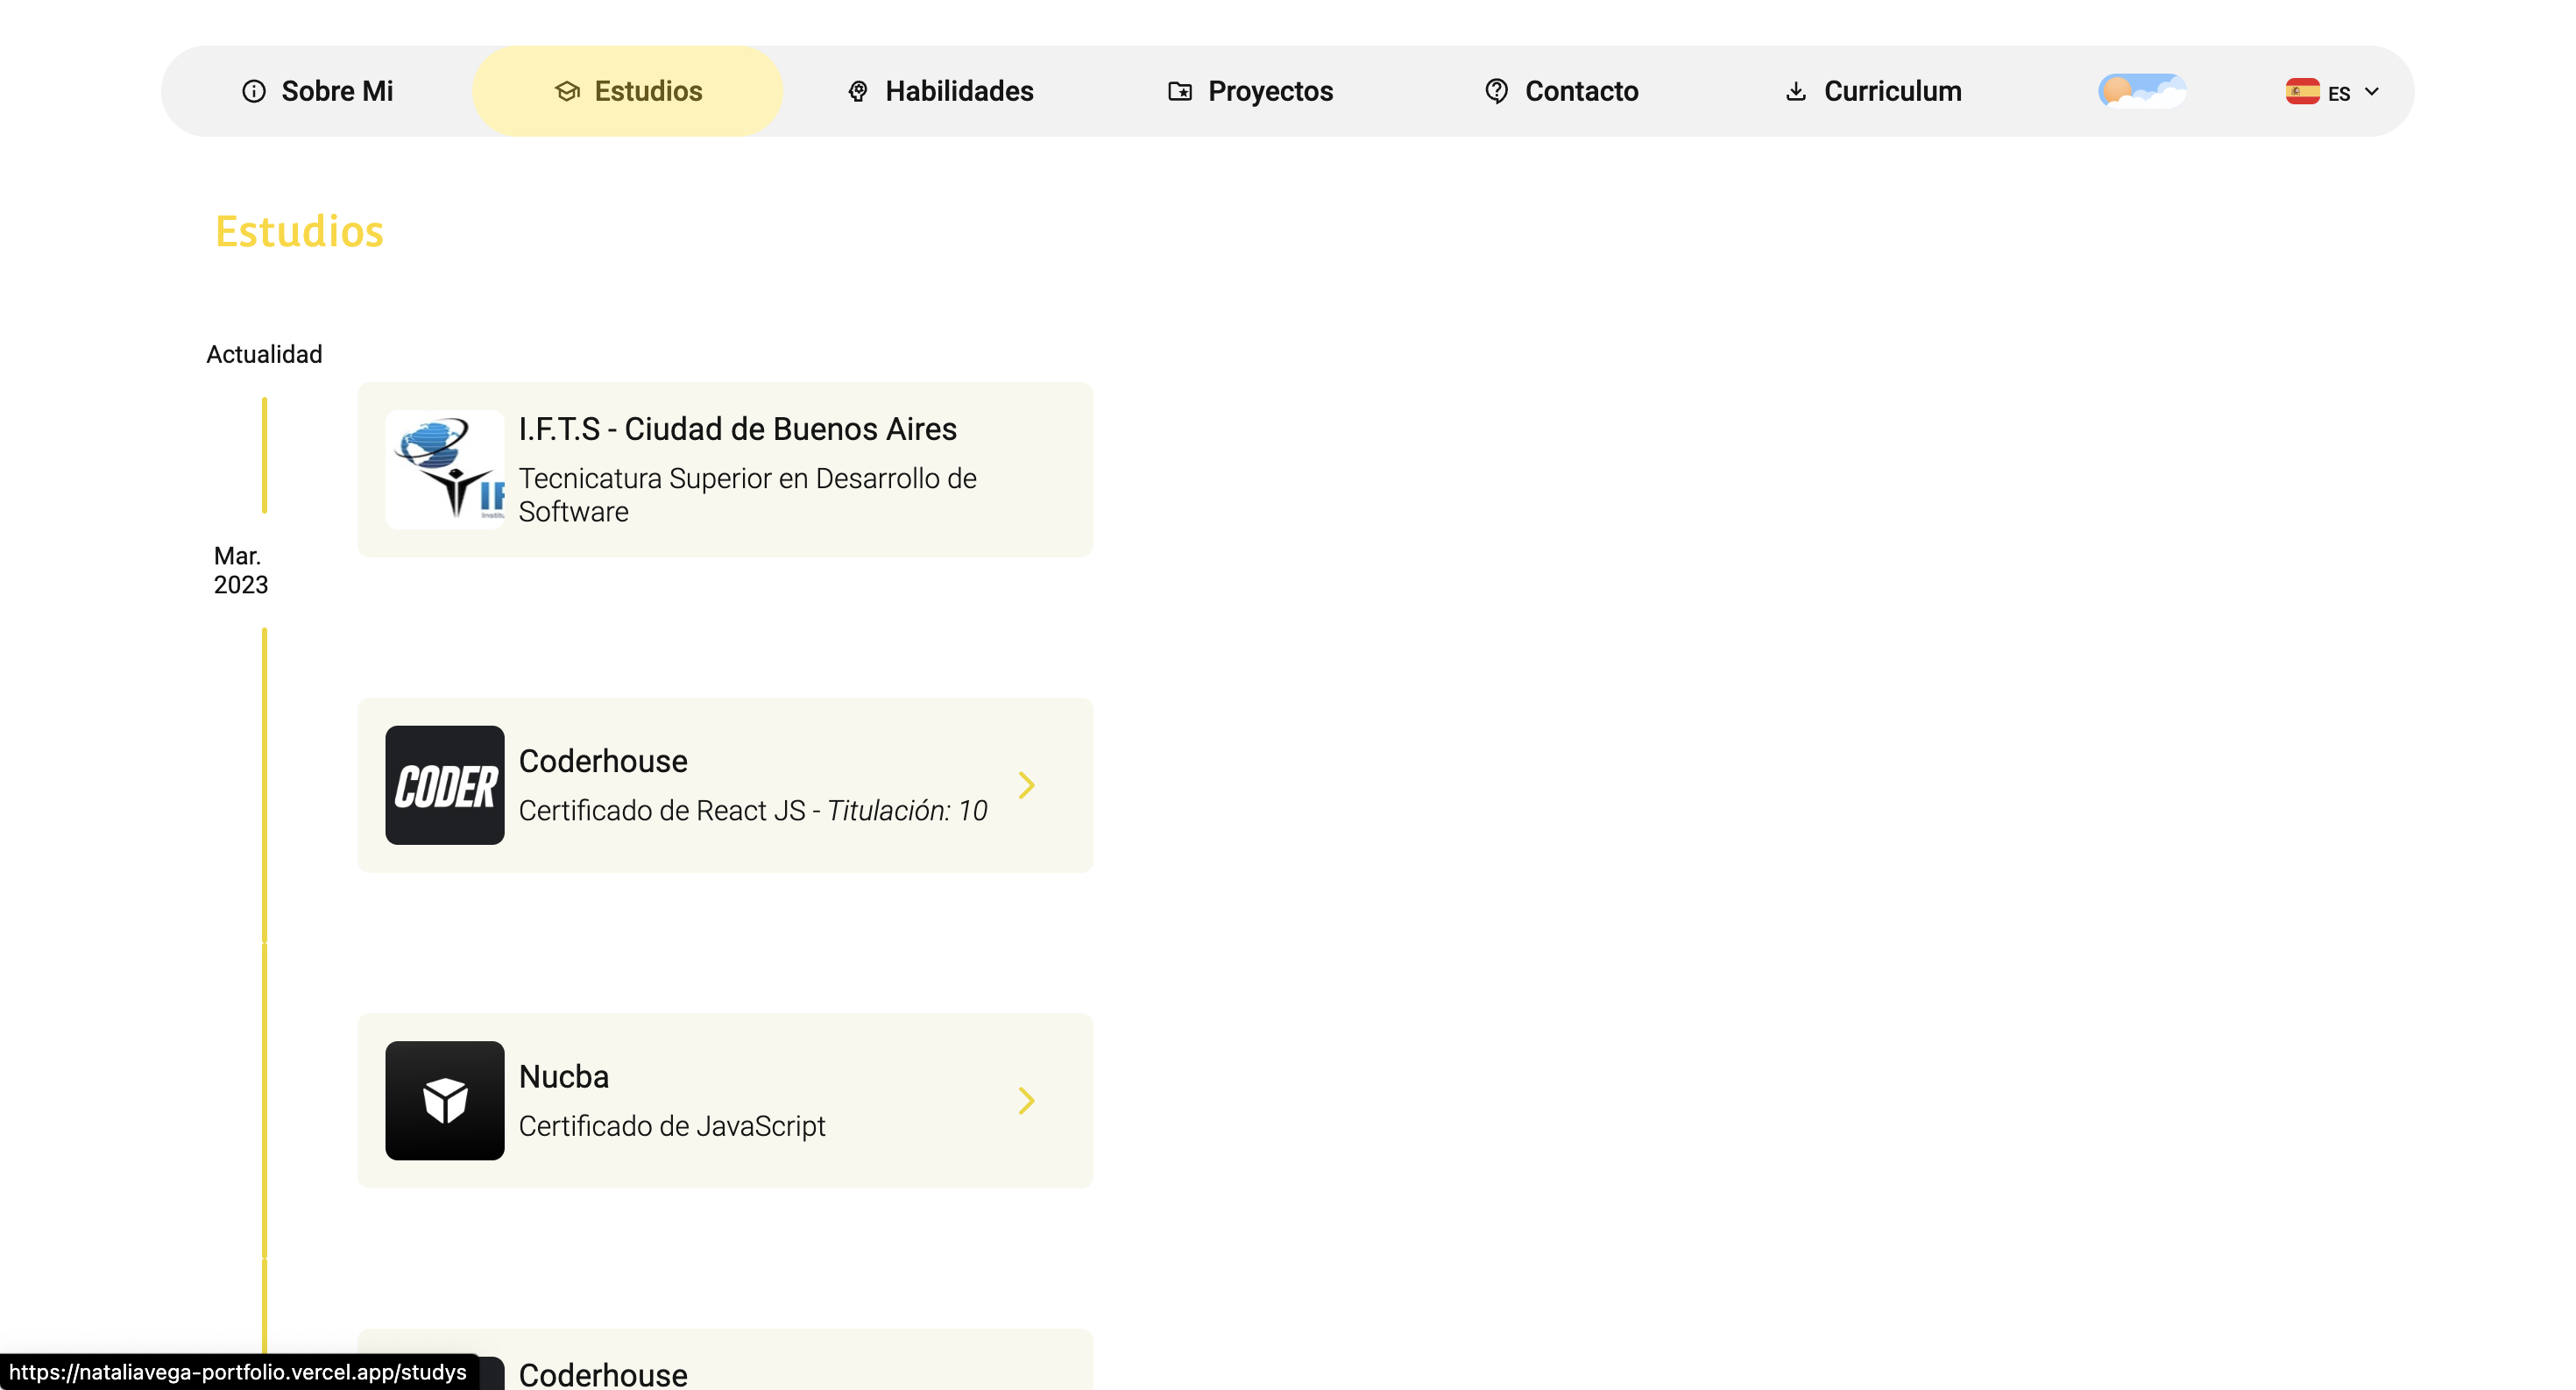 Sobre Mi
Estudios
Habilidades
Proyectos
Contacto
Curriculum
ES
Estudios
Actualidad
I.F.T.S - Ciudad de Buenos Aires
Tecnicatura Superior en Desarrollo de
Software
IF
Mar.
2023
CODER
Coderhouse
Certificado de React JS - Titulación: 10
Nucba
Certificado de JavaScript
Coderhouse
https://nataliavega-portfolio.vercel.app/studys